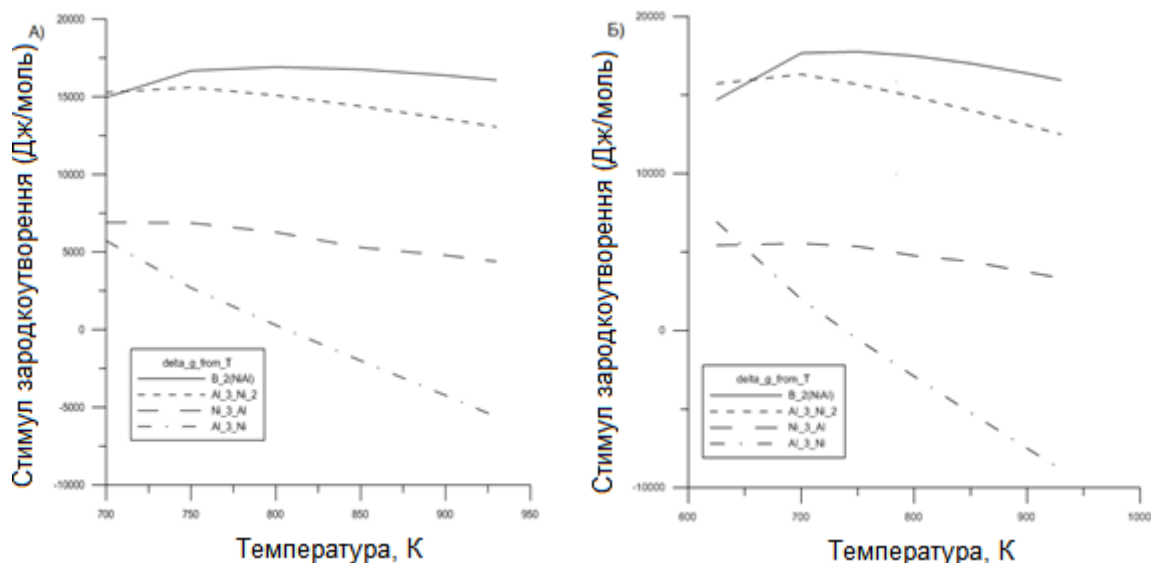 А)
Стимул зародкоутворення (Дж/моль)
20000
15000
10000
5000
0
-5000
-10000
delta_g_from_T
B_2(NiAl)
Al_3_Ni_2
Ni_3_Al
Al_3_Ni
700
750
800
850
900
950
Температура, К
Б)
Стимул зародкоутворення (Дж/моль)
20000
10000
0
-10000
delta_g_from_T
B_2(NiAl)
Al_3_Ni_2
Ni_3_Al
Al_3_Ni
600
700
800
900
1000
Температура, К